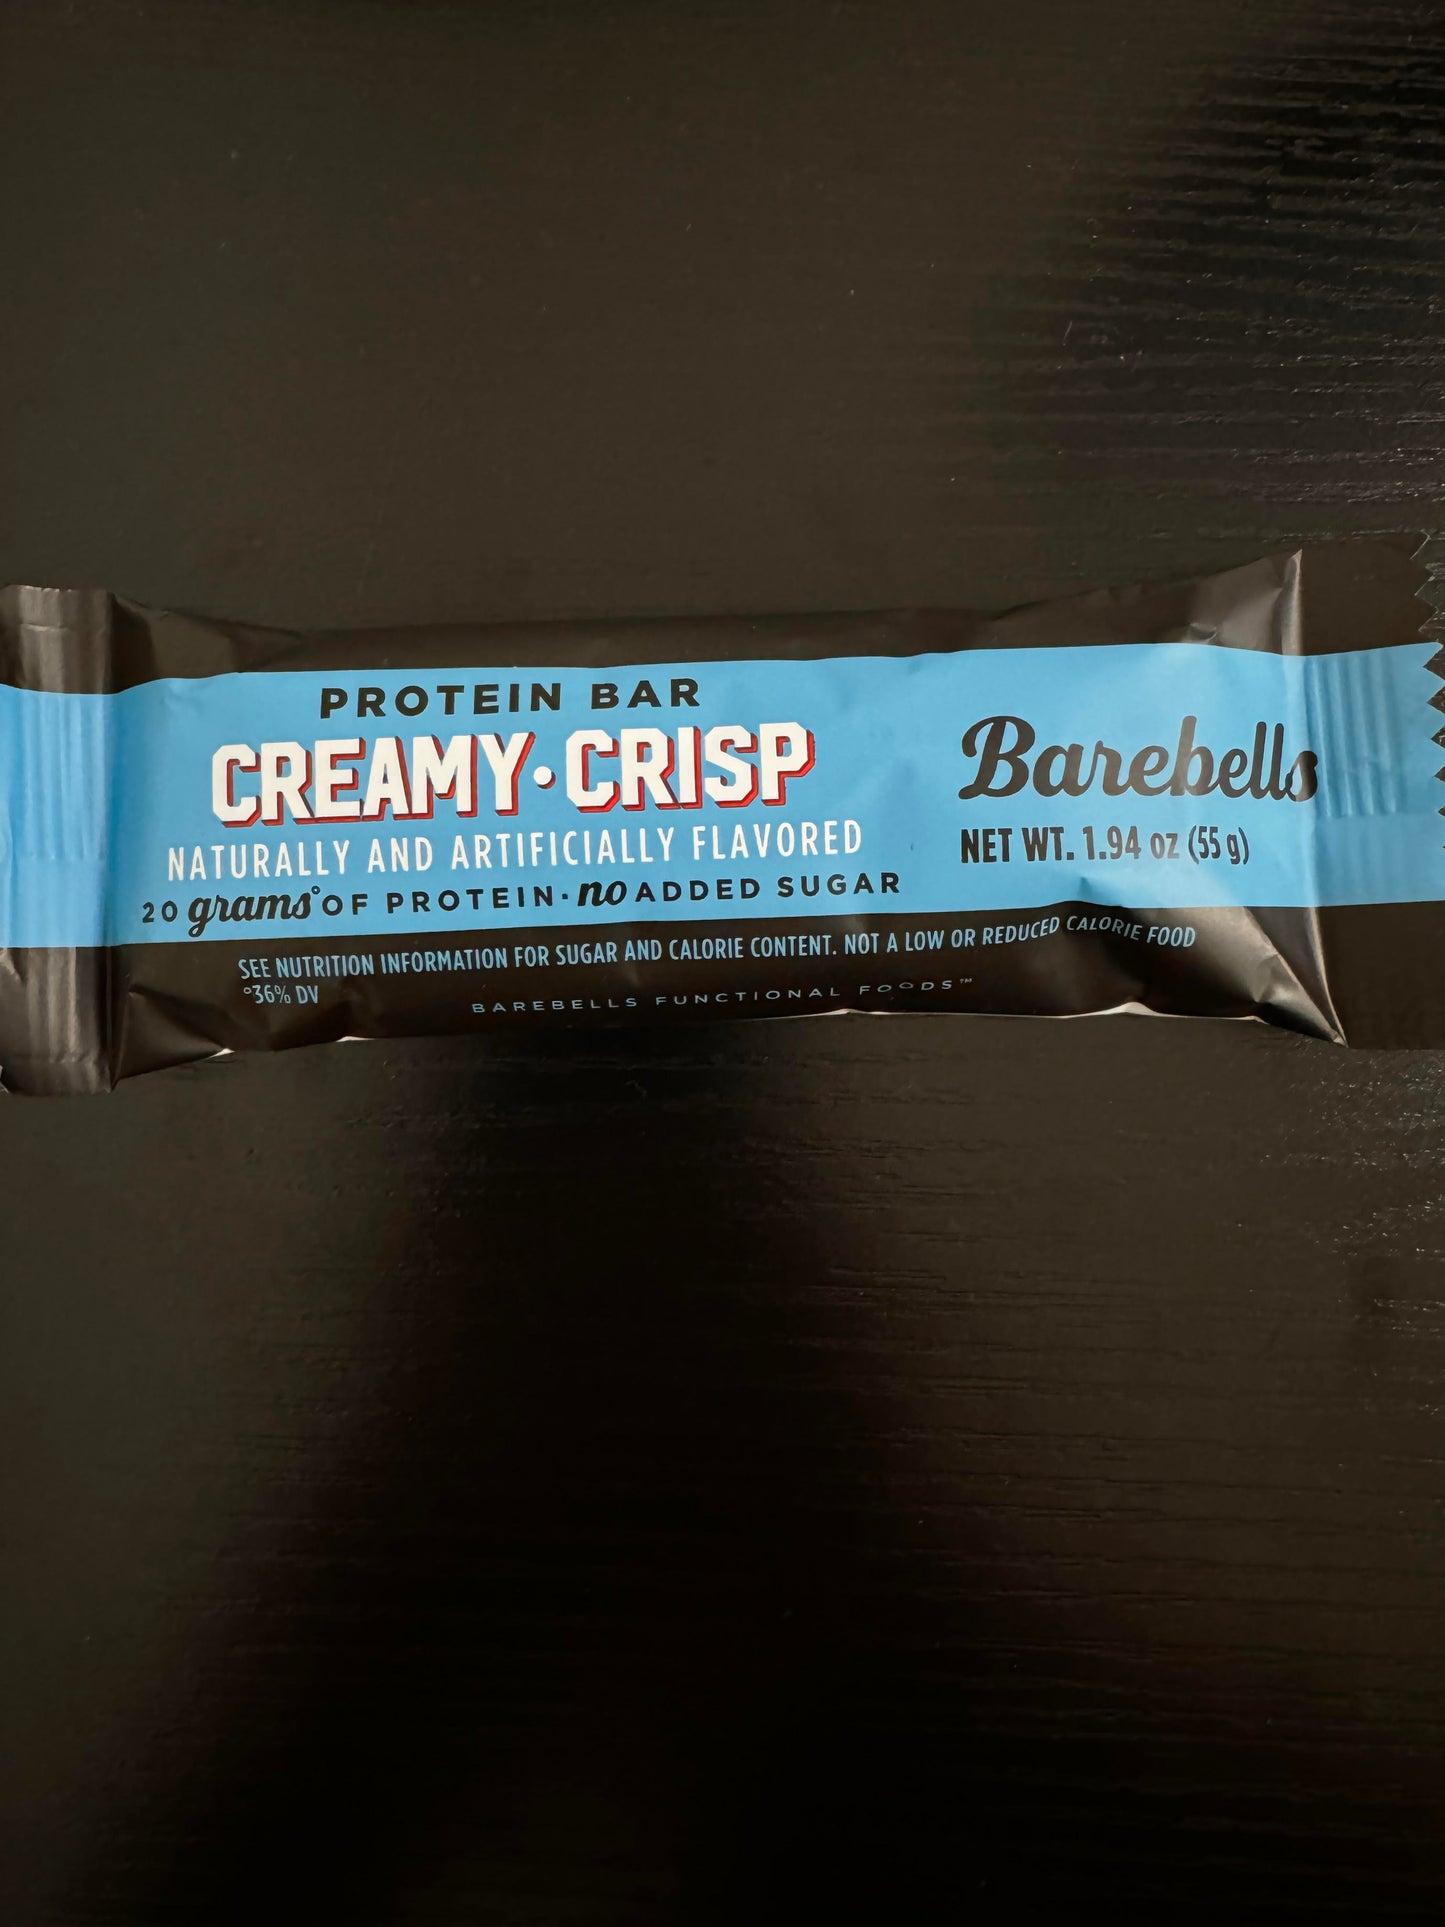 PROTEIN BAR
CREAMY·CRISP
NATURALLY AND ARTIFICIALLY FLAVORED
20 grams° OF PROTEIN · no ADDED SUGAR
Barebells
NET WT. 1.94 oz (55 g)
SEE NUTRITION INFORMATION FOR SUGAR AND CALORIE CONTENT. NOT A LOW OR REDUCED CALORIE FOOD
°36% DV
BAREBELLS FUNCTIONAL FOODS™